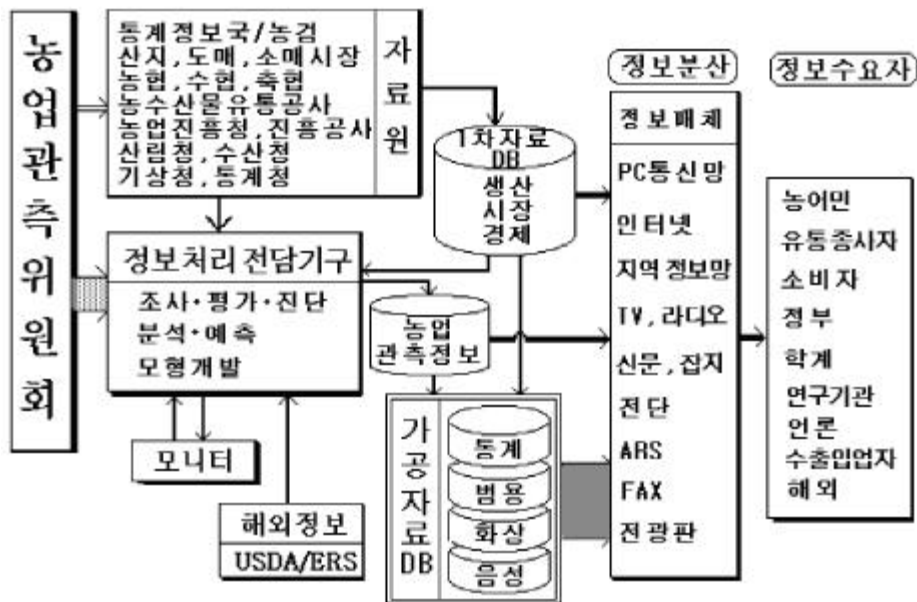 농업관측위원회
통계정보국/농검
산지,도매,소매시장
농협,수협,축협
농수산물유통공사
농업진흥청,진흥공사
산림청,수산청
기상청,통계청
자료원
정보처리전담기구
조사·평가·진단
분석·예측
모형개발
모니터
해외정보
USDA/ERS
1차자료
DB
생산
시장
경제
농업
관측정보
가공자료DB
통계
범용
화상
음성
정보분산
정보매체
PC통신망
인터넷
지역정보망
TV,라디오
신문,잡지
전단
ARS
FAX
전광판
정보수요자
농어민
유통종사자
소비자
정부
학계
연구기관
언론
수출입업자
해외